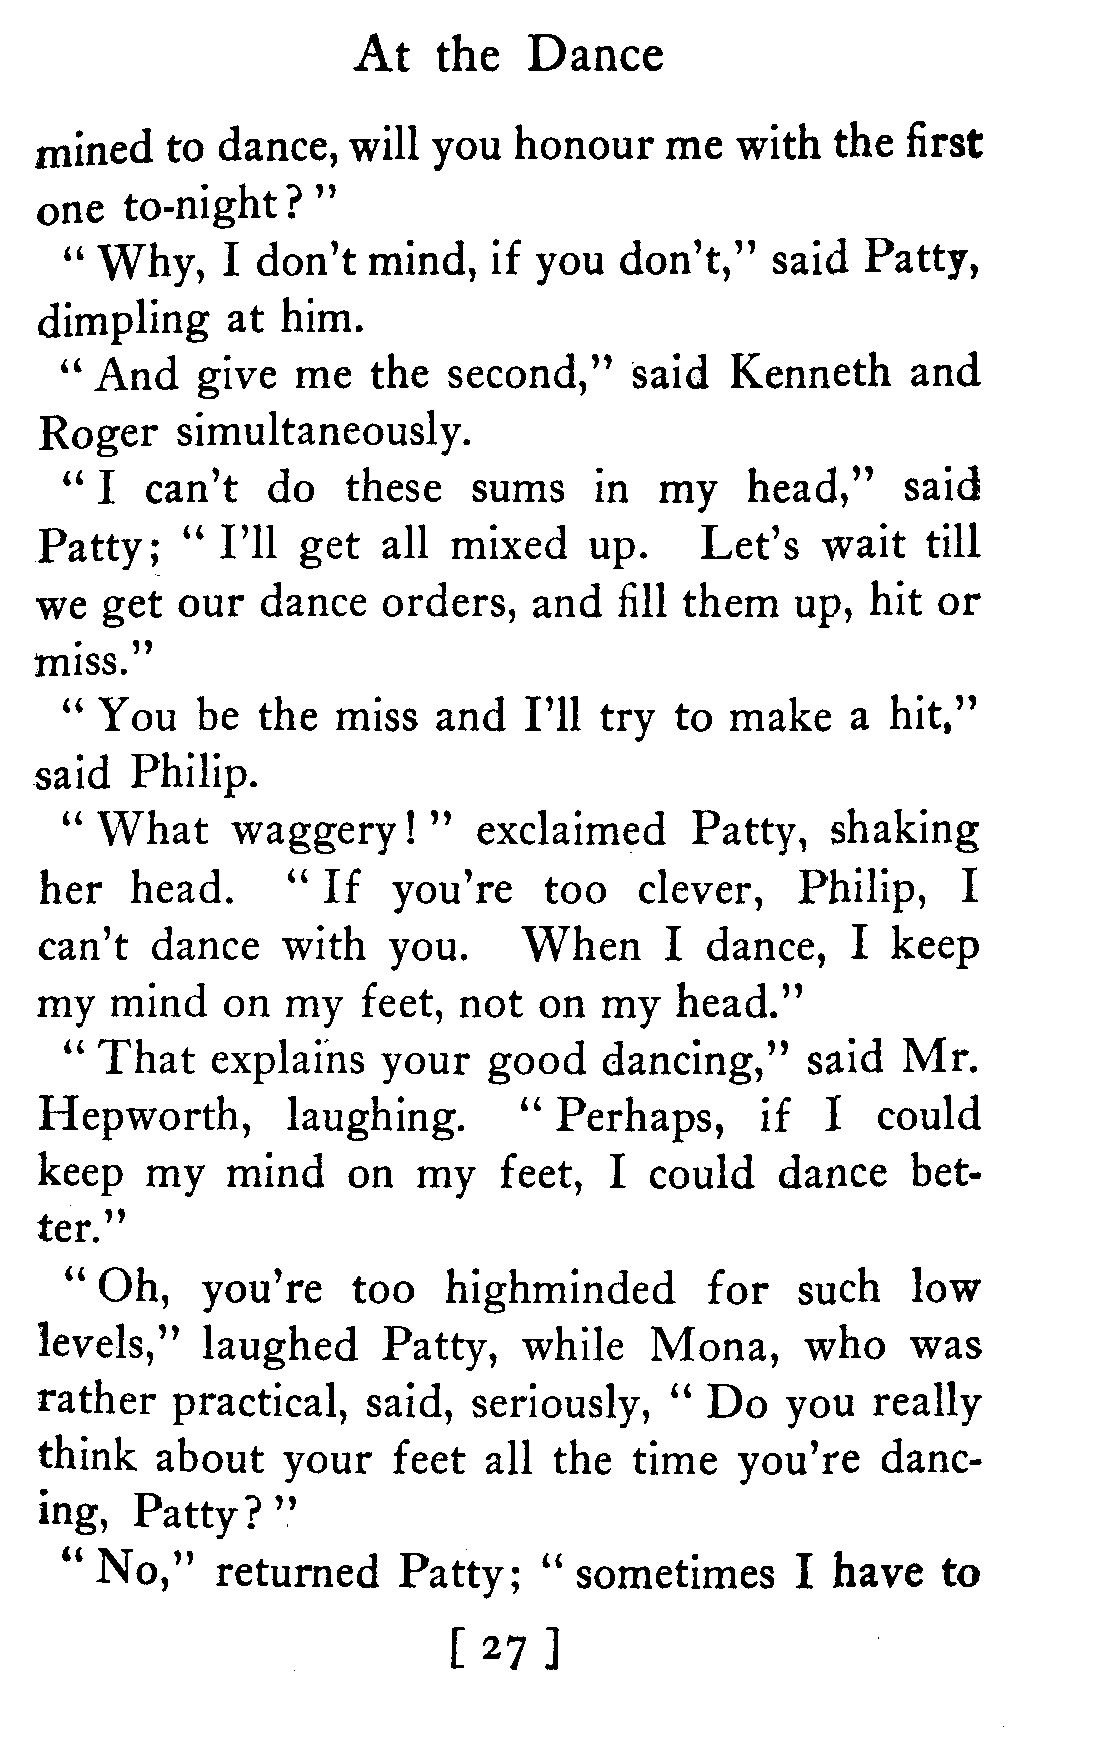 At the Dance
mined to dance, will you honour me with the first
one to-night?"
"Why, I don't mind, if you don't," said Patty,
dimpling at him.
"And give me the second," said Kenneth and
Roger simultaneously.
"I can't do these sums in my head," said
Patty; "I'll get all mixed up. Let's wait till
we get our dance orders, and fill them up, hit or
miss."
"You be the miss and I'll try to make a hit,"
said Philip.
"What waggery!" exclaimed Patty, shaking
her head. "If you're too clever, Philip, I
can't dance with you. When I dance, I keep
my mind on my feet, not on my head."
"That explains your good dancing," said Mr.
Hepworth, laughing. "Perhaps, if I could
keep my mind on my feet, I could dance bet-
ter."
"Oh, you're too highminded for such low
levels," laughed Patty, while Mona, who was
rather practical, said, seriously, "Do you really
think about your feet all the time you're danc-
ing, Patty?"
"No," returned Patty; "sometimes I have to
[ 27 ]